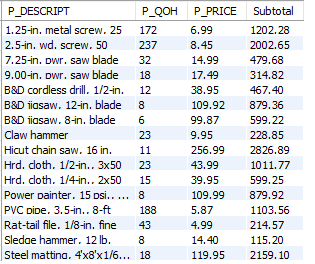 P_DESCRIPT P_QOH P_PRICE Subtotal
1.25-in. metal screw. 25 172 6.99 1202.28
2.5-in. wd. screw. 50 237 8.45 2002.65
7.25-in. pwr. saw blade 32 14.99 479.68
9.00-in. pwr. saw blade 18 17.49 314.82
B&D cordless drill. 1/2-in. 12 38.95 467.40
B&D jigsaw. 12-in. blade 8 109.92 879.36
B&D jigsaw. 8-in. blade 6 99.87 599.22
Claw hammer 23 9.95 228.85
Hicut chain saw. 16 in. 11 256.99 2826.89
Hrd. cloth. 1/2-in.. 3x50 23 43.99 1011.77
Hrd. cloth. 1/4-in.. 2x50 15 39.95 599.25
Power painter. 15 psi.. ... 8 109.99 879.92
PVC pipe. 3.5-in.. 8-ft 188 5.87 1103.56
Rat-tail file. 1/8-in. fine 43 4.99 214.57
Sledge hammer. 12 lb. 8 14.40 115.20
Steel matting. 4'x8'x1/6... 18 119.95 2159.10